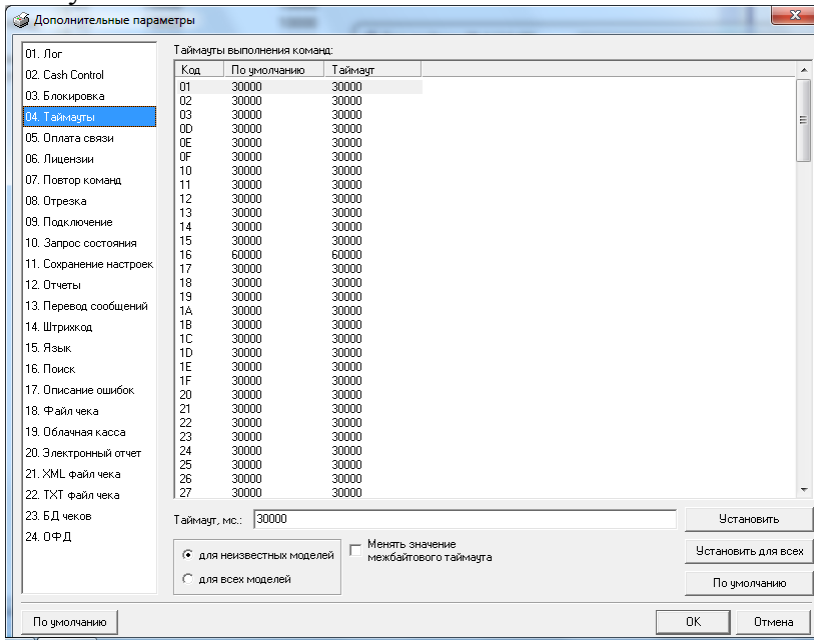 Дополнительные параметры
01. Лог
02. Cash Control
03. Блокировка
04. Таймауты
05. Оплата связи
06. Лицензии
07. Повтор команд
08. Отрезка
09. Подключение
10. Запрос состояния
11. Сохранение настроек
12. Отчеты
13. Перевод сообщений
14. Штрихкод
15. Язык
16. Поиск
17. Описание ошибок
18. Файл чека
19. Облачная касса
20. Электронный отчет
21. XML файл чека
22. TXT файл чека
23. БД чеков
24. ОФД
Таймауты выполнения команд:
Код По умолчанию Таймаут
01 30000 30000
02 30000 30000
03 30000 30000
0D 30000 30000
0E 30000 30000
0F 30000 30000
10 30000 30000
11 30000 30000
12 30000 30000
13 30000 30000
14 30000 30000
15 30000 30000
16 60000 60000
17 30000 30000
18 30000 30000
19 30000 30000
1A 30000 30000
1B 30000 30000
1C 30000 30000
1D 30000 30000
1E 30000 30000
1F 30000 30000
20 30000 30000
21 30000 30000
22 30000 30000
23 30000 30000
24 30000 30000
25 30000 30000
26 30000 30000
27 30000 30000
Таймаут, мс.: 30000 Установить
для неизвестных моделей
для всех моделей
Менять значение
межбайтового таймаута
Установить для всех
По умолчанию
По умолчанию OK Отмена